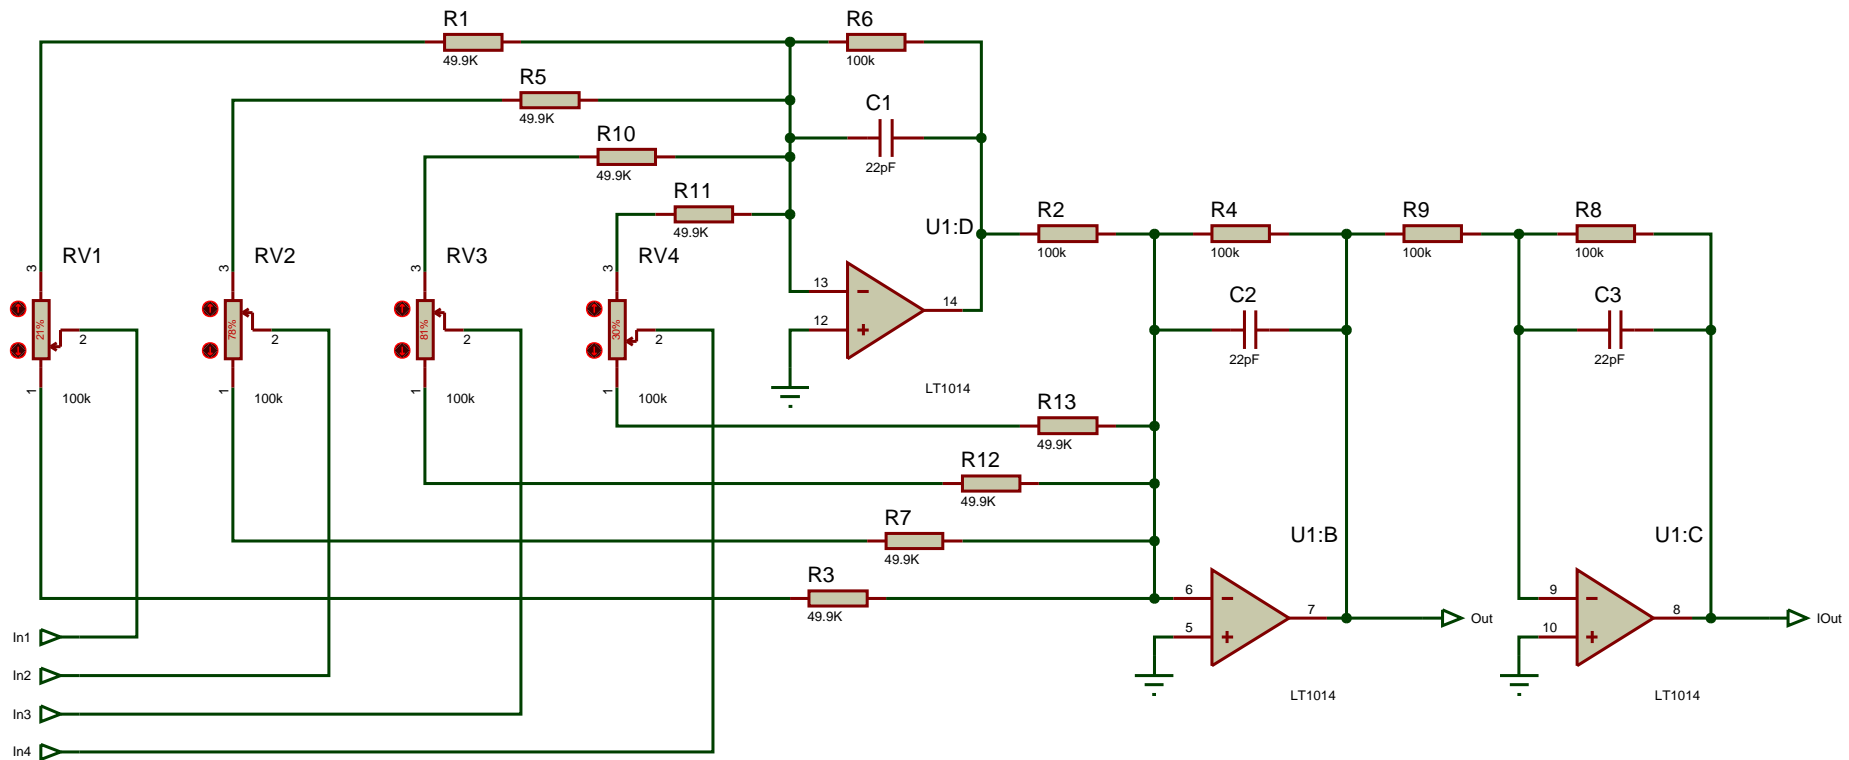 R1
49.9K
R6
100k
R5
49.9K
C1
22pF
R10
49.9K
R11
49.9K
U1:D
R2
100k
R4
100k
R9
100k
R8
100k
RV1
RV2
RV3
RV4
3
3
3
3
13
14
12
21%
2
78%
2
81%
2
30%
2
C2
22pF
C3
22pF
1
100k
1
100k
1
100k
1
100k
LT1014
R13
49.9K
R12
49.9K
R7
49.9K
U1:B
U1:C
R3
49.9K
6
7
5
Out
9
8
10
IOut
In1
In2
In3
In4
LT1014
LT1014